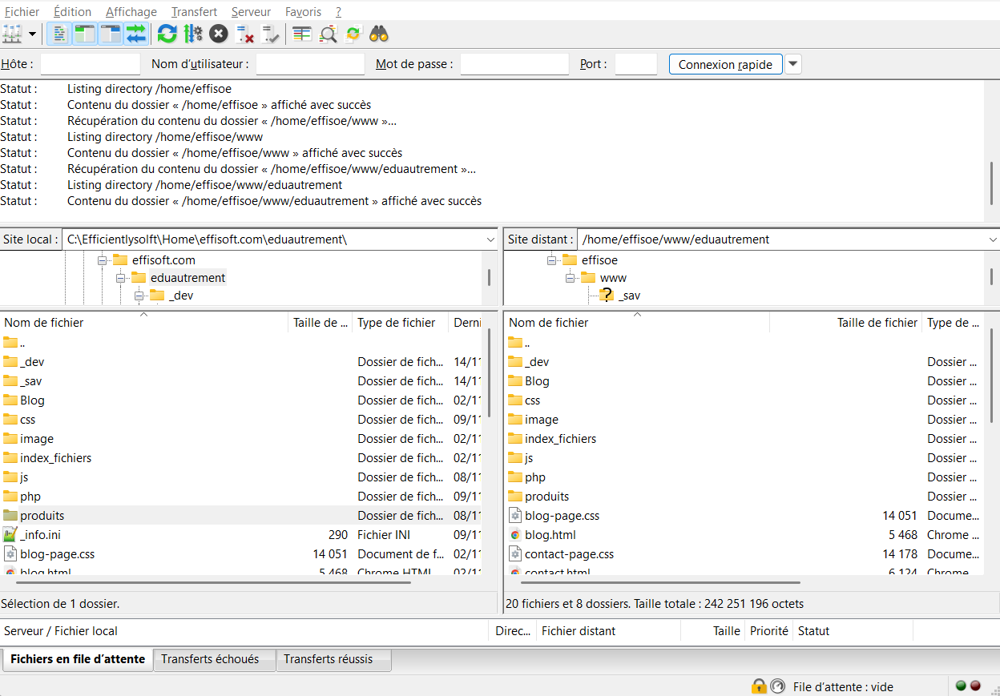 Fichier Édition Affichage Transfert Serveur Favoris ?
Hôte : Nom d'utilisateur : Mot de passe : Port : Connexion rapide
Statut : Listing directory /home/effisoe
Statut : Contenu du dossier « /home/effisoe » affiché avec succès
Statut : Récupération du contenu du dossier « /home/effisoe/www »...
Statut : Listing directory /home/effisoe/www
Statut : Contenu du dossier « /home/effisoe/www » affiché avec succès
Statut : Récupération du contenu du dossier « /home/effisoe/www/eduautrement »...
Statut : Listing directory /home/effisoe/www/eduautrement
Statut : Contenu du dossier « /home/effisoe/www/eduautrement » affiché avec succès
Site local : C:\Efficientlysolft\Home\effisoft.com\eduautrement\
effisoft.com
eduautrement
_dev
Nom de fichier Taille de ... Type de fichier Derni
..
_dev Dossier de fich... 14/11
_sav Dossier de fich... 14/11
Blog Dossier de fich... 02/11
css Dossier de fich... 09/11
image Dossier de fich... 02/11
index_fichiers Dossier de fich... 02/11
js Dossier de fich... 08/11
php Dossier de fich... 09/11
produits Dossier de fich... 08/11
_info.ini 290 Fichier INI 09/11
blog-page.css 14 051 Document de f... 02/11
blog.html 5 468 Chrome HTML 02/11
Sélection de 1 dossier.
Site distant : /home/effisoe/www/eduautrement
effisoe
www
? _sav
Nom de fichier Taille de fichier Type de ...
..
_dev Dossier ...
Blog Dossier ...
css Dossier ...
image Dossier ...
index_fichiers Dossier ...
js Dossier ...
php Dossier ...
produits Dossier ...
blog-page.css 14 051 Docume...
blog.html 5 468 Chrome ...
contact-page.css 14 178 Docume...
contact.html 6 124 Chrome ...
20 fichiers et 8 dossiers. Taille totale : 242 251 196 octets
Serveur / Fichier local Direc... Fichier distant Taille Priorité Statut
Fichiers en file d'attente Transferts échoués Transferts réussis
File d'attente : vide